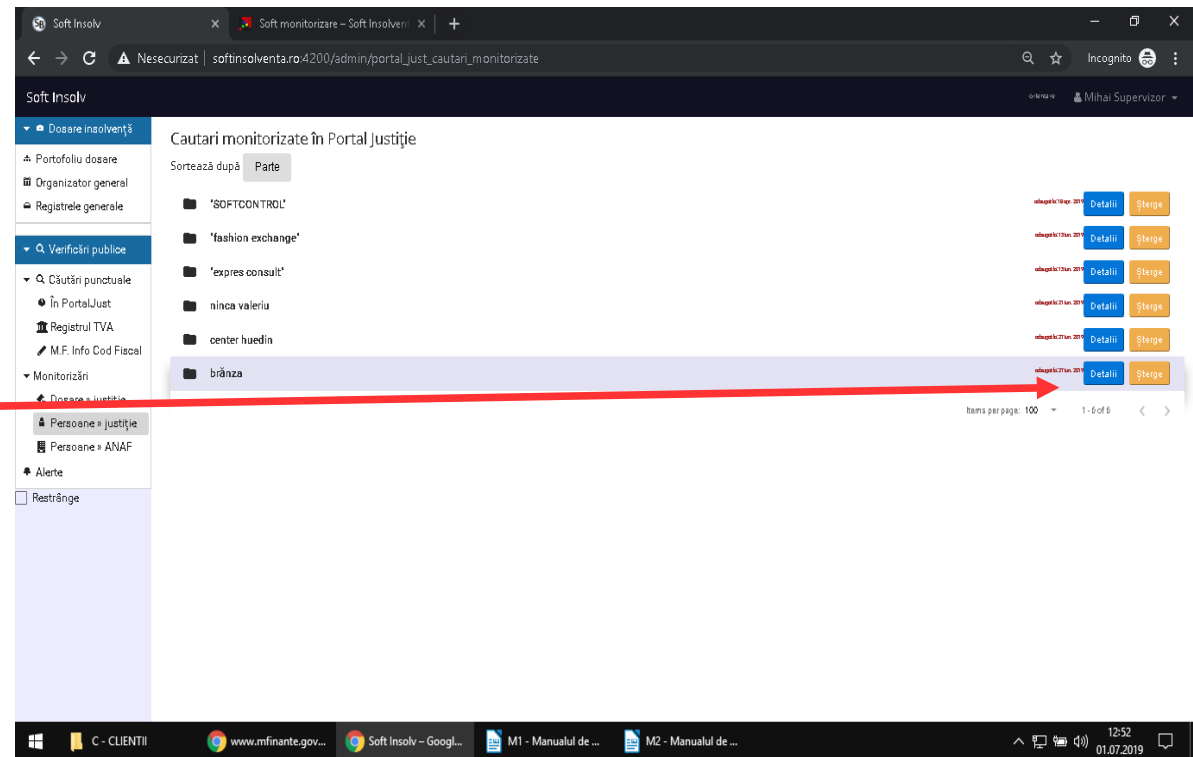 Soft Insolv
Soft monitorizare – Soft Insolvent
Nesecurizat softinsolventa.ro:4200/admin/portal_just_cautari_monitorizate
Incognito
Soft Insolv
Mihai Supervizor
Dosare insolvență
Portofoliu dosare
Organizator general
Registrele generale
Verificări publice
Căutări punctuale
În PortalJust
Registrul TVA
M.F. Info Cod Fiscal
Monitorizări
Dosare » justiție
Persoane » justiție
Persoane » ANAF
Alerte
Restrânge
Cautari monitorizate în Portal Justiție
Sortează după Parte
"SOFTCONTROL" Detalii Șterge
"fashion exchange" Detalii Șterge
"expres consult" Detalii Șterge
ninca valeriu Detalii Șterge
center huedin Detalii Șterge
brânza Detalii Șterge
Items per page: 100 1 - 6 of 6
C - CLIENTII
www.mfinante.gov...
Soft Insolv – Googl...
M1 - Manualul de ...
M2 - Manualul de ...
12:52
01.07.2019